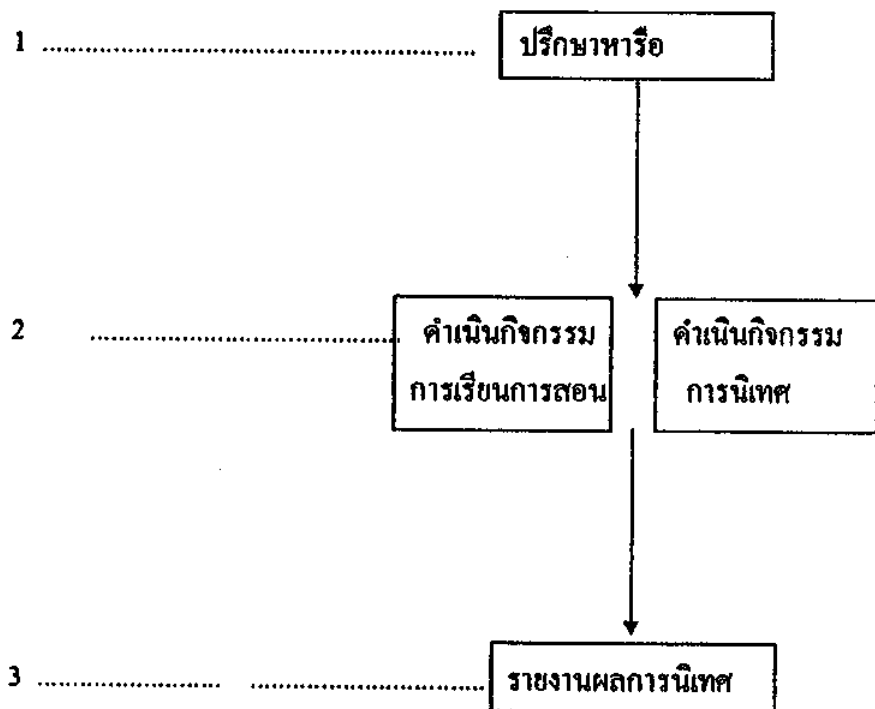 1 ............................................................ ปรึกษาหารือ
2 .......................................... ดำเนินกิจกรรม ดำเนินกิจกรรม
การเรียนการสอน การนิเทศ
3 ......................... ................................ รายงานผลการนิเทศ